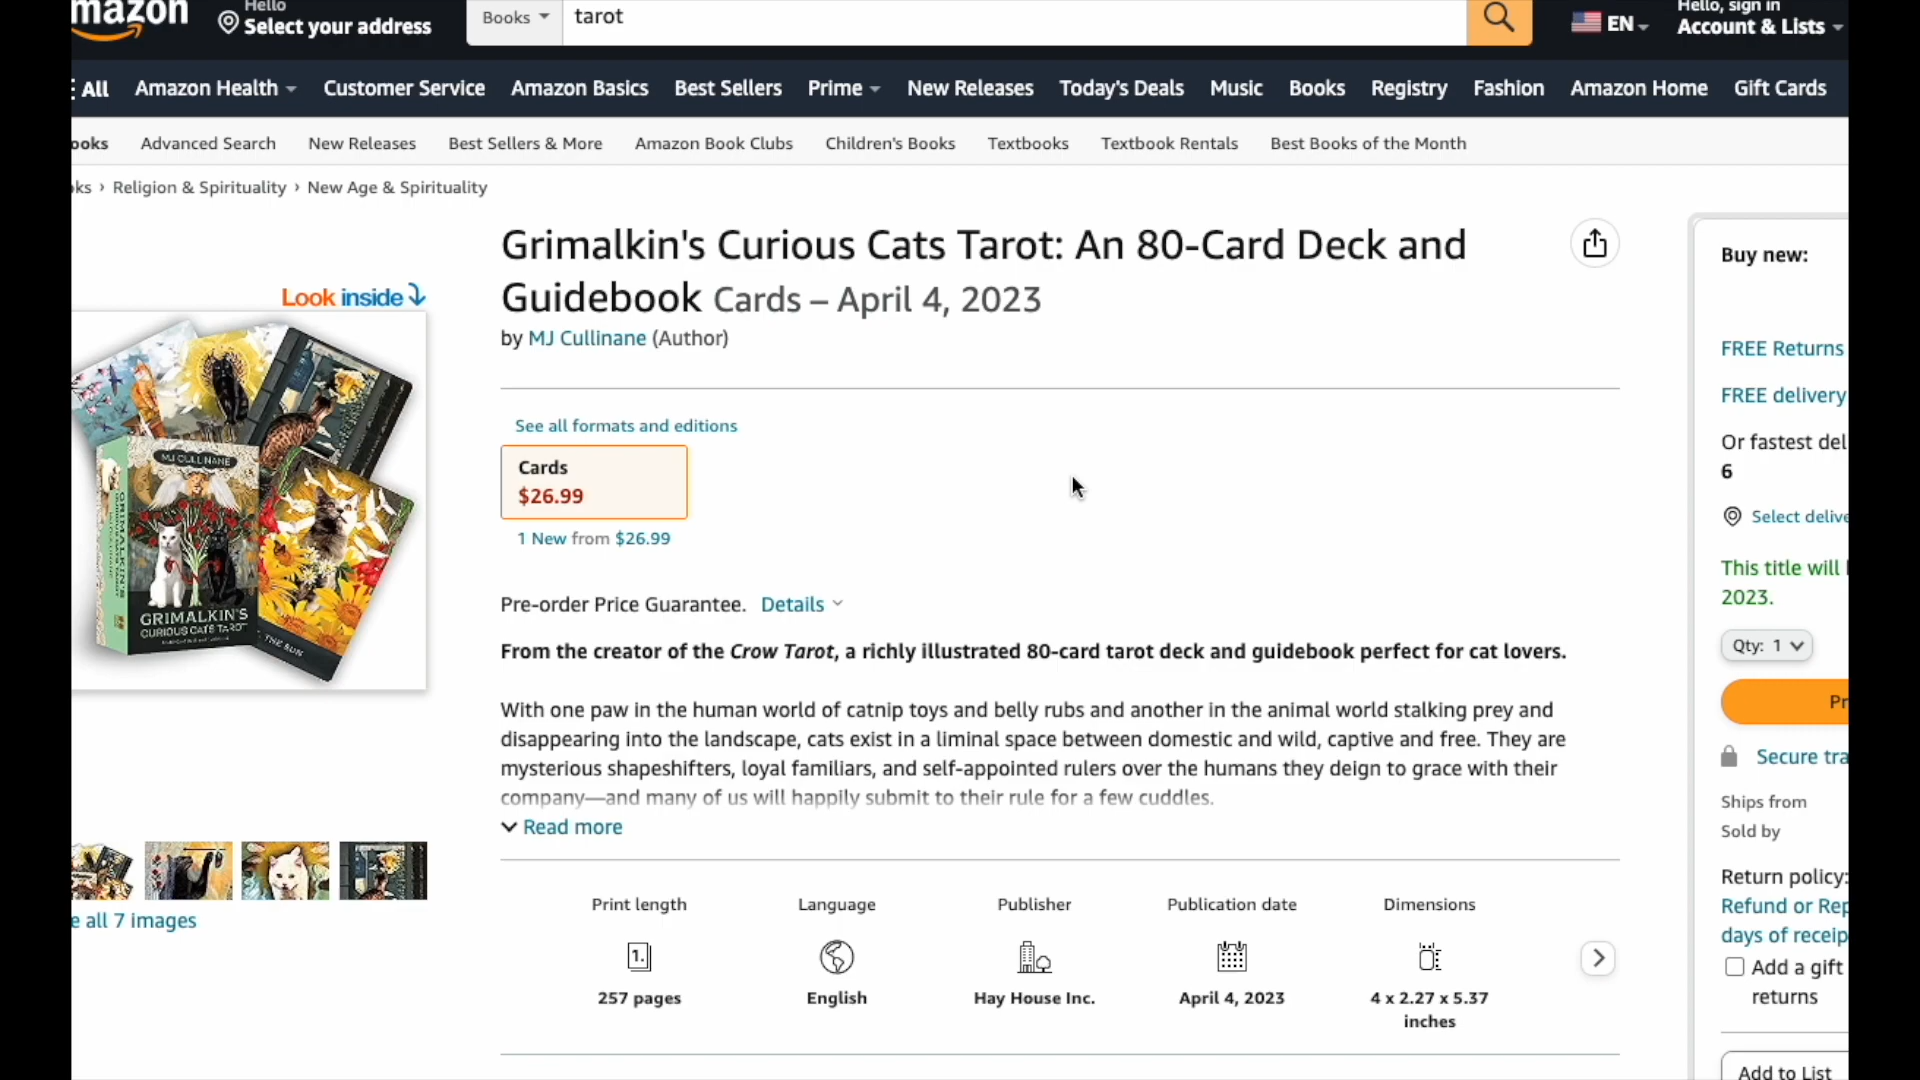 mazon
Hello
Select your address
Books
tarot
EN
Hello, sign in
Account & Lists
All
Amazon Health
Customer Service
Amazon Basics
Best Sellers
Prime
New Releases
Today's Deals
Music
Books
Registry
Fashion
Amazon Home
Gift Cards
ooks
Advanced Search
New Releases
Best Sellers & More
Amazon Book Clubs
Children's Books
Textbooks
Textbook Rentals
Best Books of the Month
oks › Religion & Spirituality › New Age & Spirituality
Look inside
MJ CULLINANE
GRIMALKIN'S
CURIOUS CATS TAROT
THE SUN
e all 7 images
Grimalkin's Curious Cats Tarot: An 80-Card Deck and
Guidebook Cards – April 4, 2023
by MJ Cullinane (Author)
See all formats and editions
Cards
$26.99
1 New from $26.99
Pre-order Price Guarantee. Details
From the creator of the Crow Tarot, a richly illustrated 80-card tarot deck and guidebook perfect for cat lovers.
With one paw in the human world of catnip toys and belly rubs and another in the animal world stalking prey and
disappearing into the landscape, cats exist in a liminal space between domestic and wild, captive and free. They are
mysterious shapeshifters, loyal familiars, and self-appointed rulers over the humans they deign to grace with their
company—and many of us will happily submit to their rule for a few cuddles.
Read more
Print length
1.
257 pages
Language
English
Publisher
Hay House Inc.
Publication date
April 4, 2023
Dimensions
4 x 2.27 x 5.37
inches
Buy new:
FREE Returns
FREE delivery
Or fastest del
6
Select delive
This title will
2023.
Qty: 1
Pr
Secure tra
Ships from
Sold by
Return policy:
Refund or Rep
days of receip
Add a gift
returns
Add to List